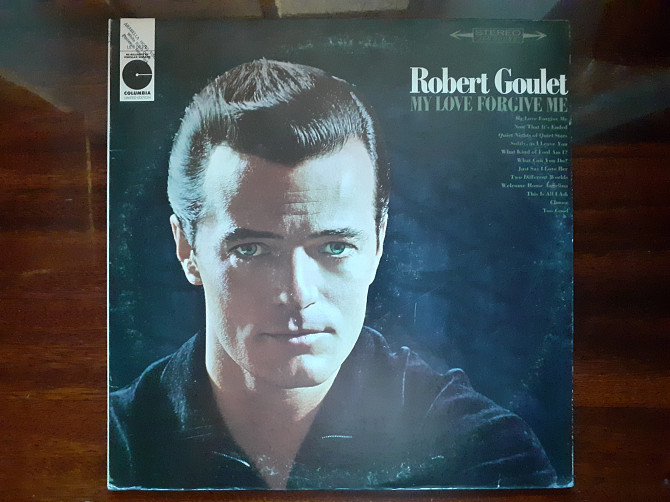 STEREO
COLUMBIA
Robert Goulet
MY LOVE FORGIVE ME
My Love Forgive Me
Now That It's Ended
Quiet Nights of Quiet Stars
Softly, as I Leave You
What Kind of Fool Am I?
What Can You Do?
Just Say I Love Her
Two Different Worlds
Welcome Home Angelina
This Is All I Ask
Choose
Too Good